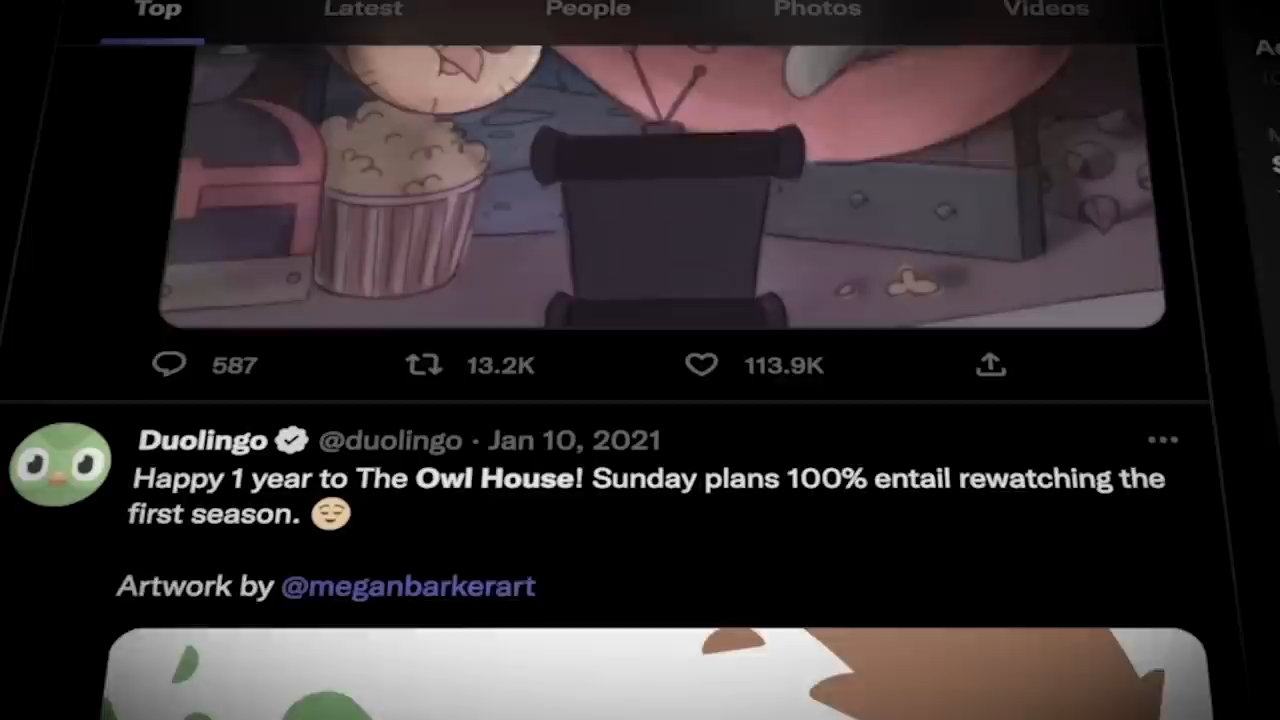 Top Latest People Photos Videos
587 13.2K 113.9K
Duolingo @duolingo · Jan 10, 2021
Happy 1 year to The Owl House! Sunday plans 100% entail rewatching the
first season. 😌
Artwork by @meganbarkerart